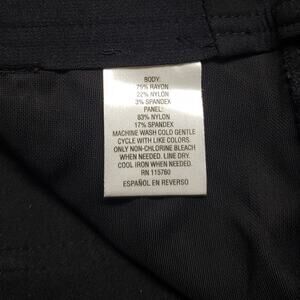 BODY:
75% RAYON
22% NYLON
3% SPANDEX
PANEL:
83% NYLON
17% SPANDEX
MACHINE WASH COLD GENTLE
CYCLE WITH LIKE COLORS.
ONLY NON-CHLORINE BLEACH
WHEN NEEDED. LINE DRY.
COOL IRON WHEN NEEDED.
RN 115760
ESPAÑOL EN REVERSO